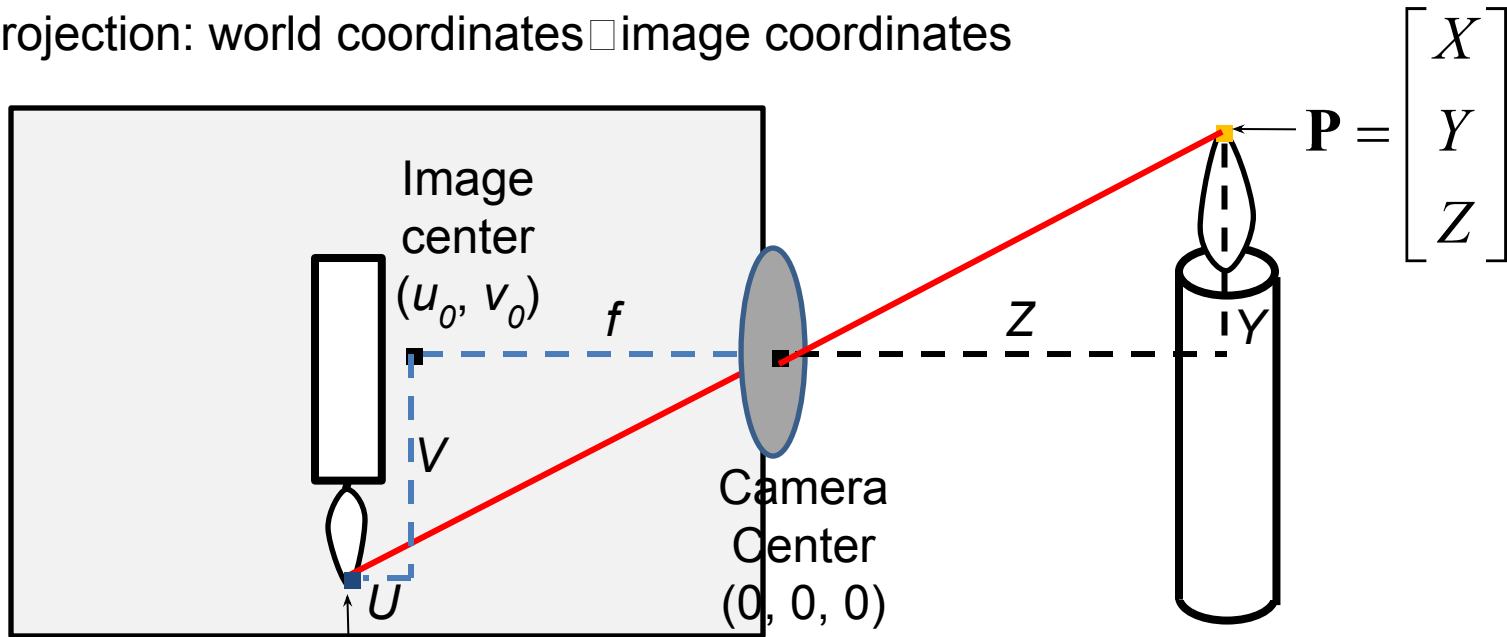 rojection: world coordinates□image coordinates
P = [X
Y
Z]
Image
center
(u₀, v₀)
f
Z
Y
V
Camera
Center
(0, 0, 0)
U